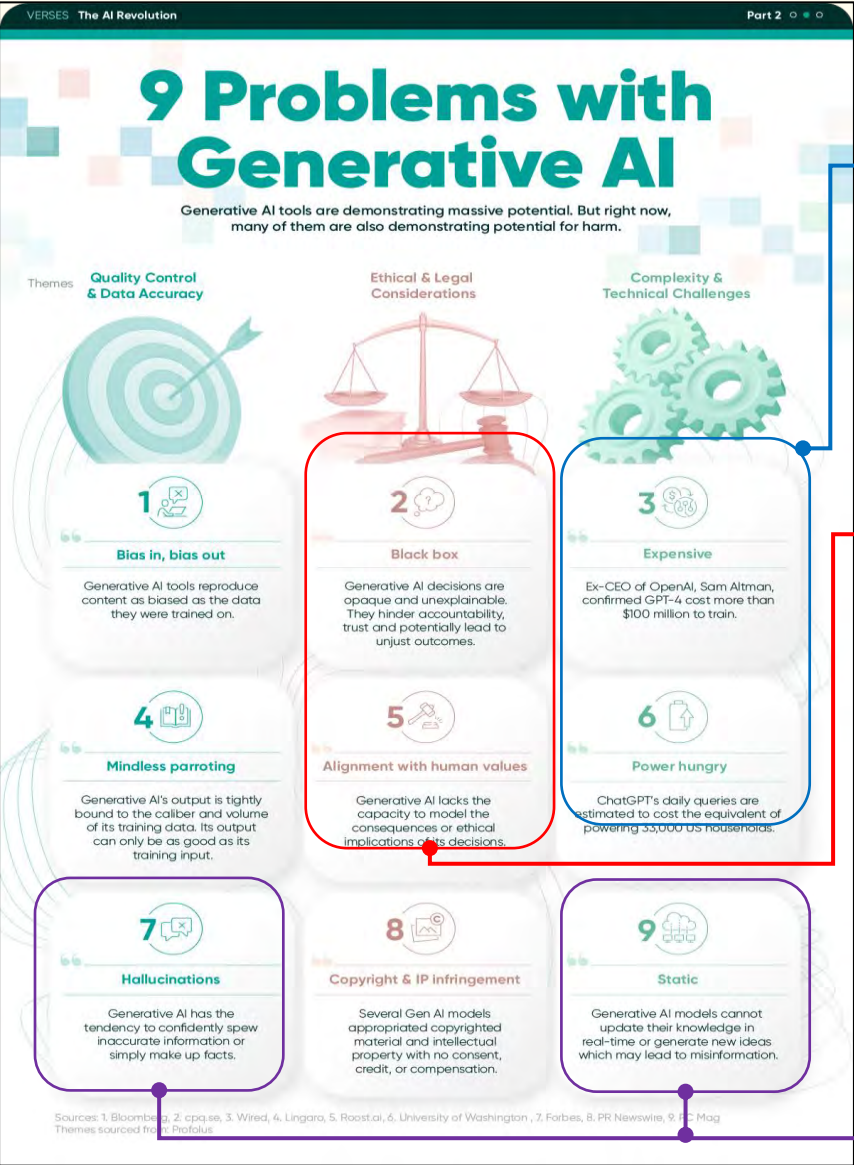 VERSES The AI Revolution
Part 2
9 Problems with
Generative AI
Generative AI tools are demonstrating massive potential. But right now,
many of them are also demonstrating potential for harm.
Themes
Quality Control
& Data Accuracy
Ethical & Legal
Considerations
Complexity &
Technical Challenges
1
Bias in, bias out
Generative AI tools reproduce
content as biased as the data
they were trained on.
2
Black box
Generative AI decisions are
opaque and unexplainable.
They hinder accountability,
trust and potentially lead to
unjust outcomes.
3
Expensive
Ex-CEO of OpenAI, Sam Altman,
confirmed GPT-4 cost more than
$100 million to train.
4
Mindless parroting
Generative AI's output is tightly
bound to the caliber and volume
of its training data. Its output
can only be as good as its
training input.
5
Alignment with human values
Generative AI lacks the
capacity to model the
consequences or ethical
implications of its decisions.
6
Power hungry
ChatGPT's daily queries are
estimated to cost the equivalent of
powering 33,000 US households.
7
Hallucinations
Generative AI has the
tendency to confidently spew
inaccurate information or
simply make up facts.
8
C
Copyright & IP infringement
Several Gen AI models
appropriated copyrighted
material and intellectual
property with no consent,
credit, or compensation.
9
Static
Generative AI models cannot
update their knowledge in
real-time or generate new ideas
which may lead to misinformation.
Sources: 1. Bloomberg, 2. cpq.se, 3. Wired, 4. Lingaro, 5. Roost.ai, 6. University of Washington , 7. Forbes, 8. PR Newswire, 9. PC Mag
Themes sourced from: Profolus